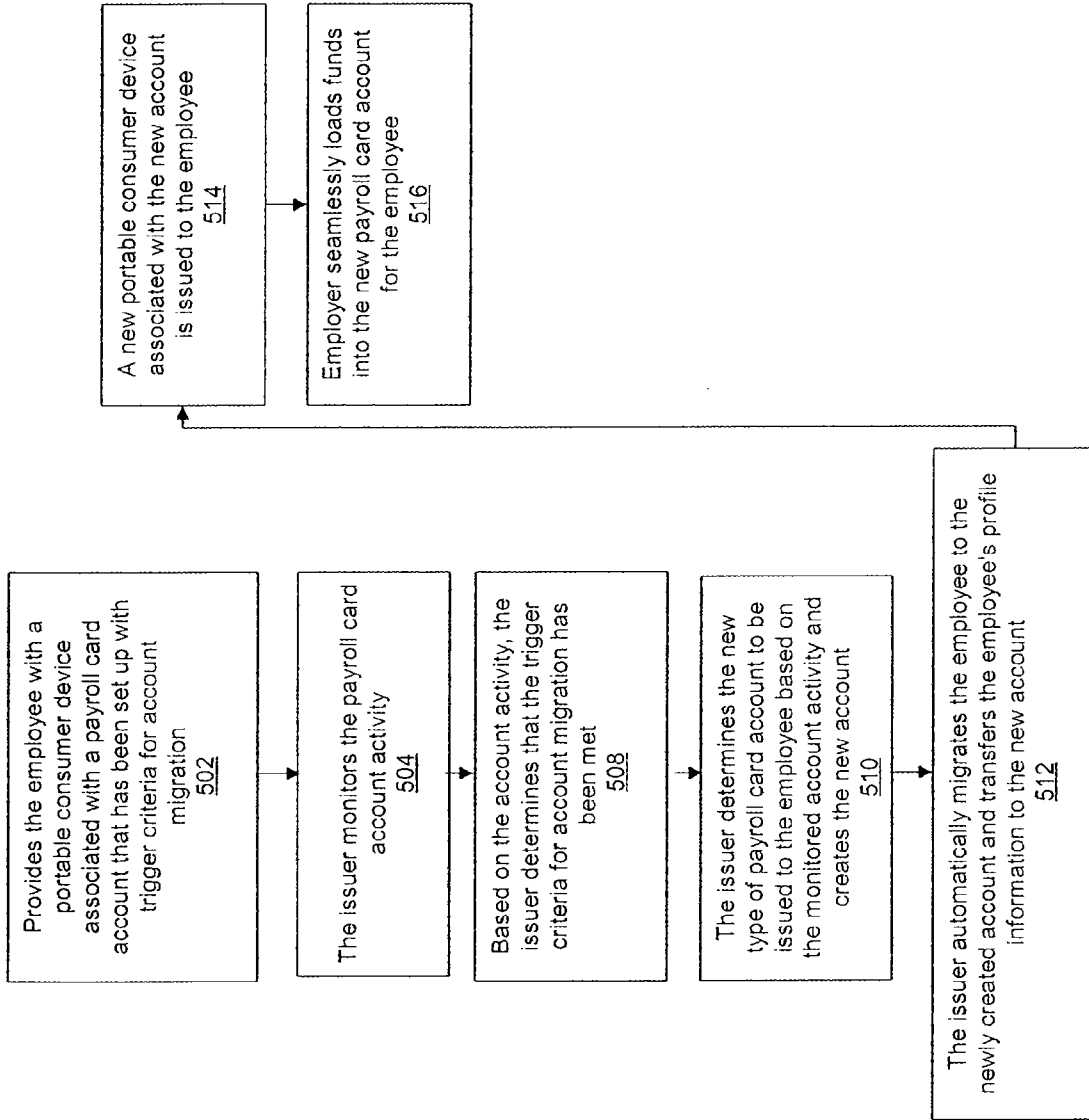 Provides the employee with a
portable consumer device
associated with a payroll card
account that has been set up with
trigger criteria for account
migration
502
The issuer monitors the payroll card
account activity
504
Based on the account activity, the
issuer determines that the trigger
criteria for account migration has
been met
508
The issuer determines the new
type of payroll card account to be
issued to the employee based on
the monitored account activity and
creates the new account
510
The issuer automatically migrates the employee to the
newly created account and transfers the employee's profile
information to the new account
512
A new portable consumer device
associated with the new account
is issued to the employee
514
Employer seamlessly loads funds
into the new payroll card account
for the employee
516